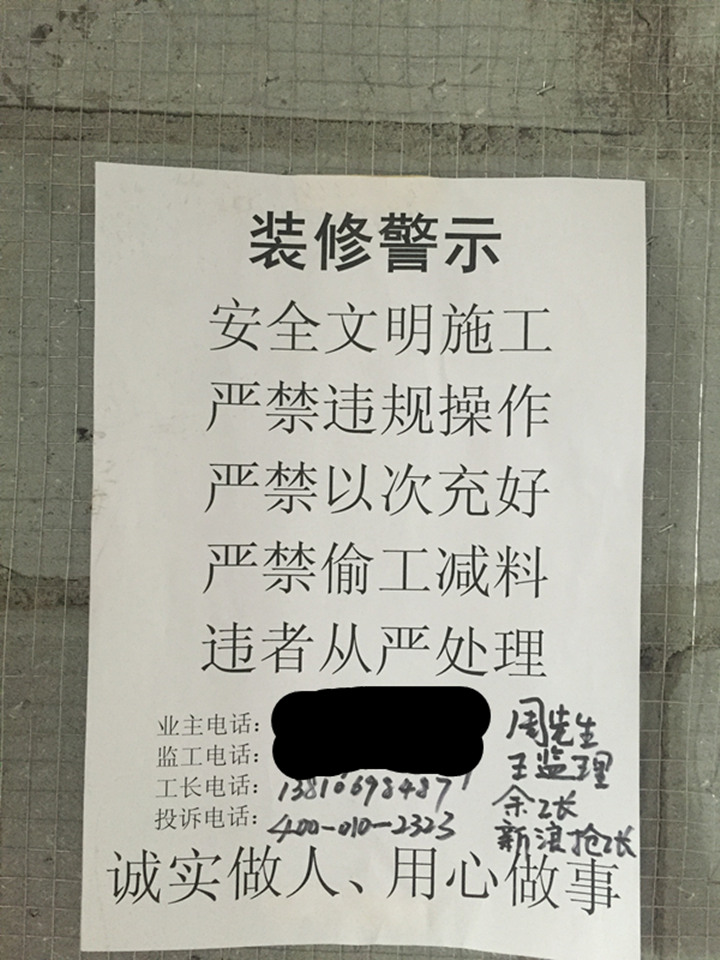 装修警示
安全文明施工
严禁违规操作
严禁以次充好
严禁偷工减料
违者从严处理
业主电话： 周先生
监工电话： 王监理
工长电话：13810698487 余工长
投诉电话：400-010-2323 新浪抢工长
诚实做人、用心做事